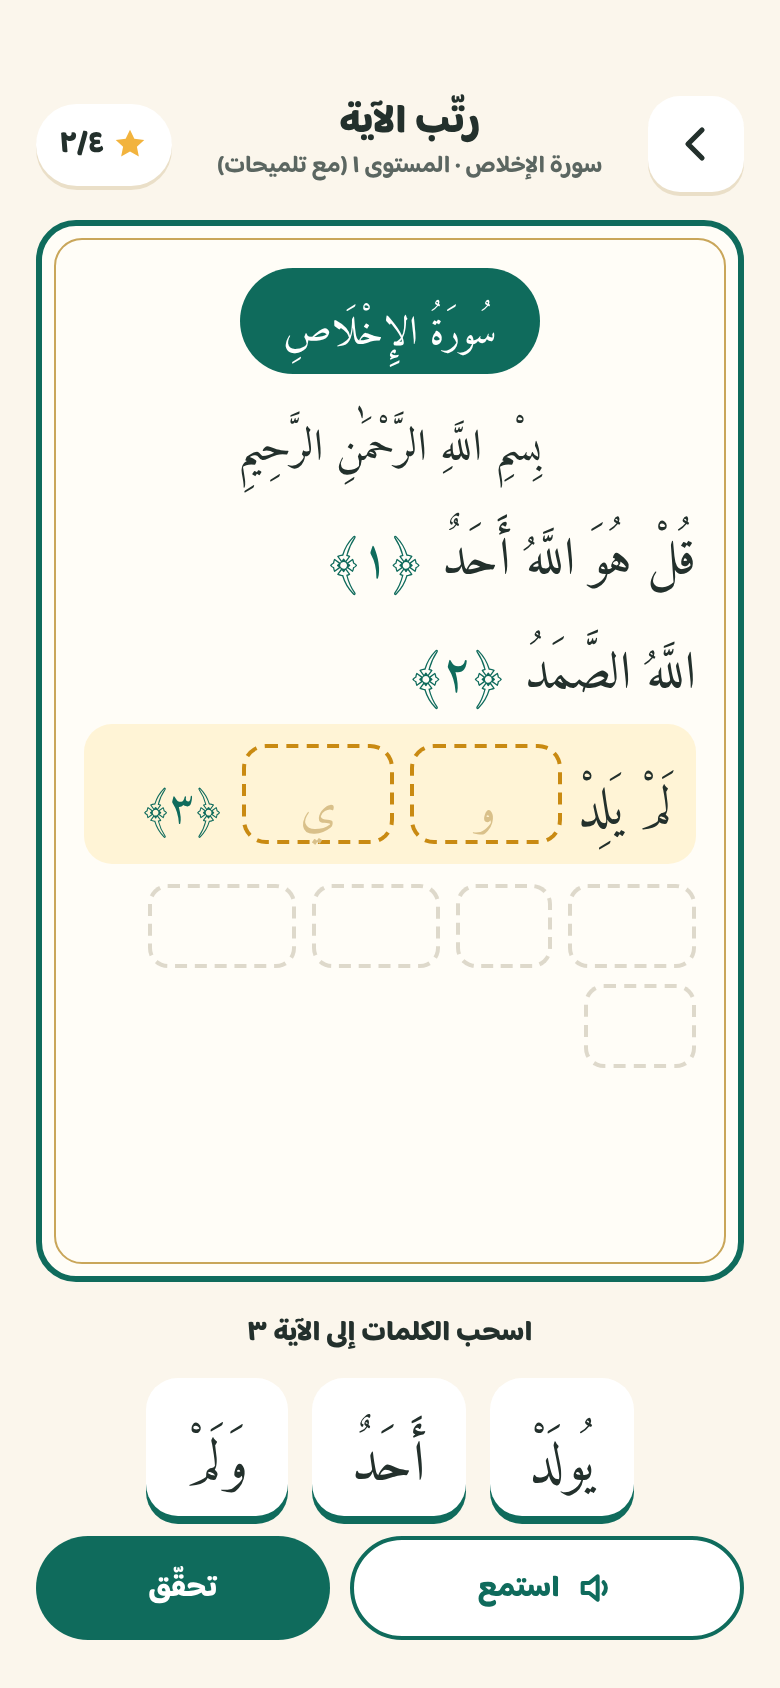 رتّب الآية
سورة الإخلاص · المستوى ١ (مع تلميحات)
٢/٤
سُورَةُ الإِخْلَاصِ
بِسْمِ اللَّهِ الرَّحْمَٰنِ الرَّحِيمِ
قُلْ هُوَ اللَّهُ أَحَدٌ ﴿١﴾
اللَّهُ الصَّمَدُ ﴿٢﴾
لَمْ يَلِدْ و ي ﴿٣﴾
اسحب الكلمات إلى الآية ٣
يُولَدْ أَحَدٌ وَلَمْ
استمع تحقّق